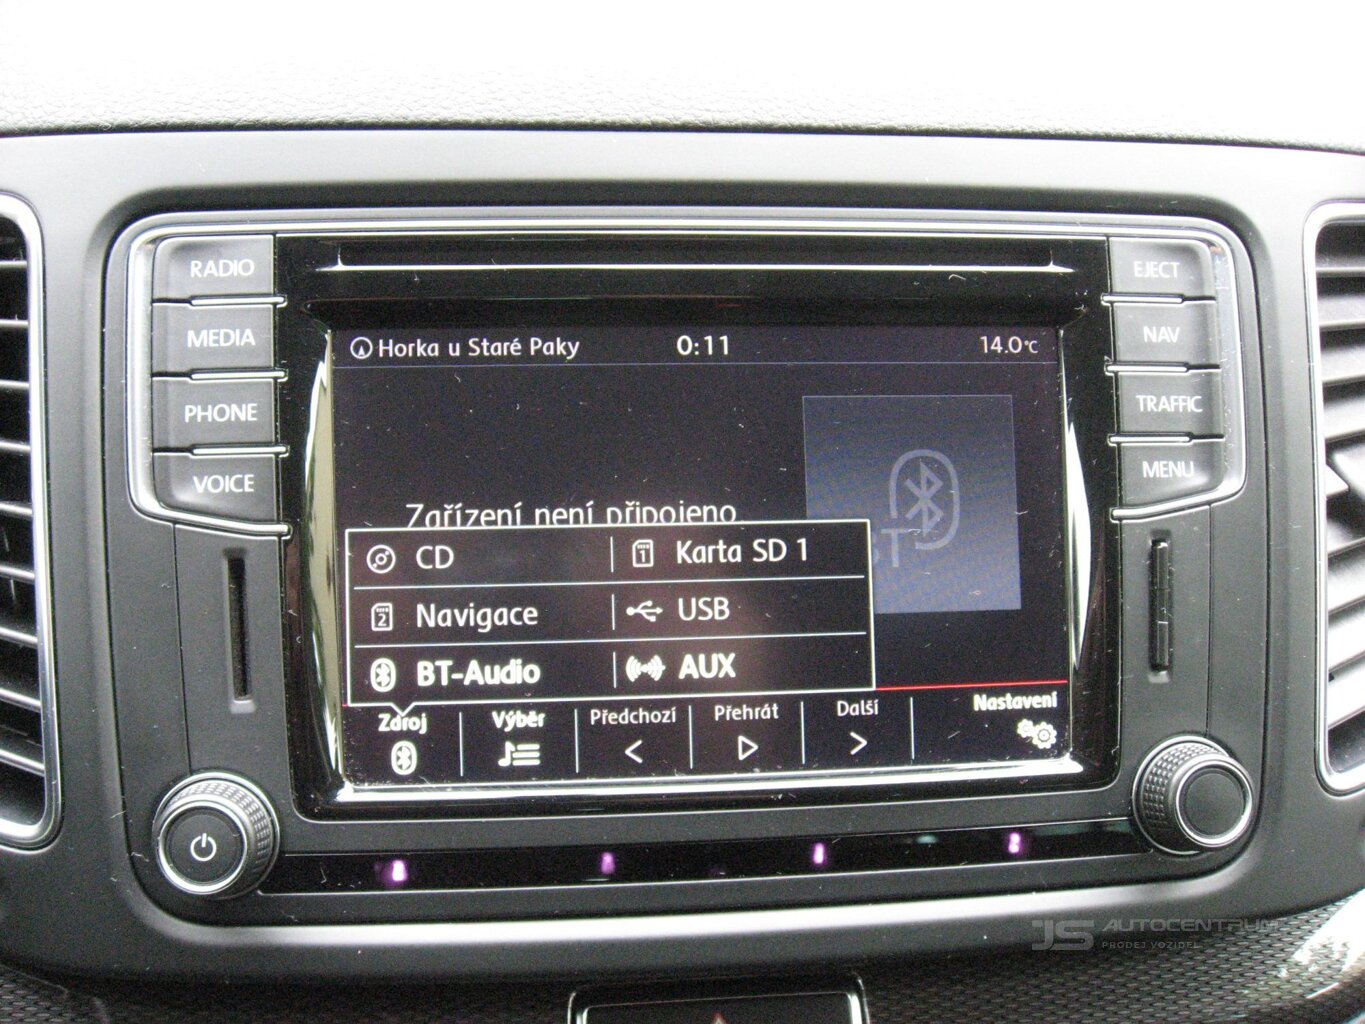 RADIO
MEDIA
PHONE
VOICE
EJECT
NAV
TRAFFIC
MENU
Horka u Staré Paky 0:11 14.0°C
Zařízení není připojeno.
CD Karta SD 1
Navigace USB
BT-Audio AUX
Zdroj Výběr Předchozí Přehrát Další Nastavení
JS AUTOCENTRUM
PRODEJ VOZIDEL